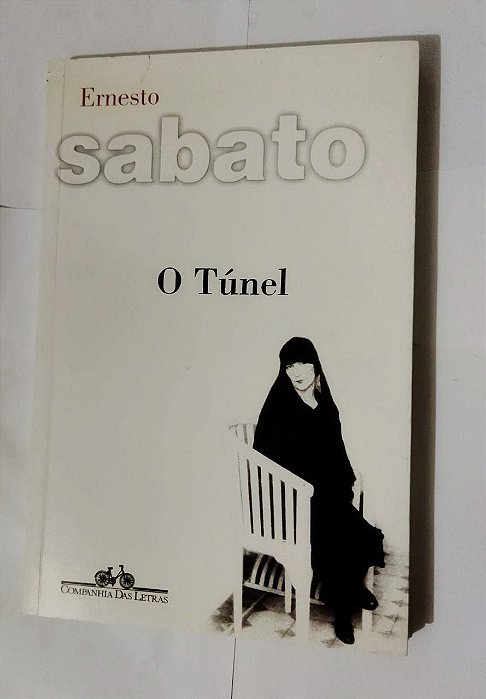 Ernesto
sabato
O Túnel
COMPANHIA DAS LETRAS